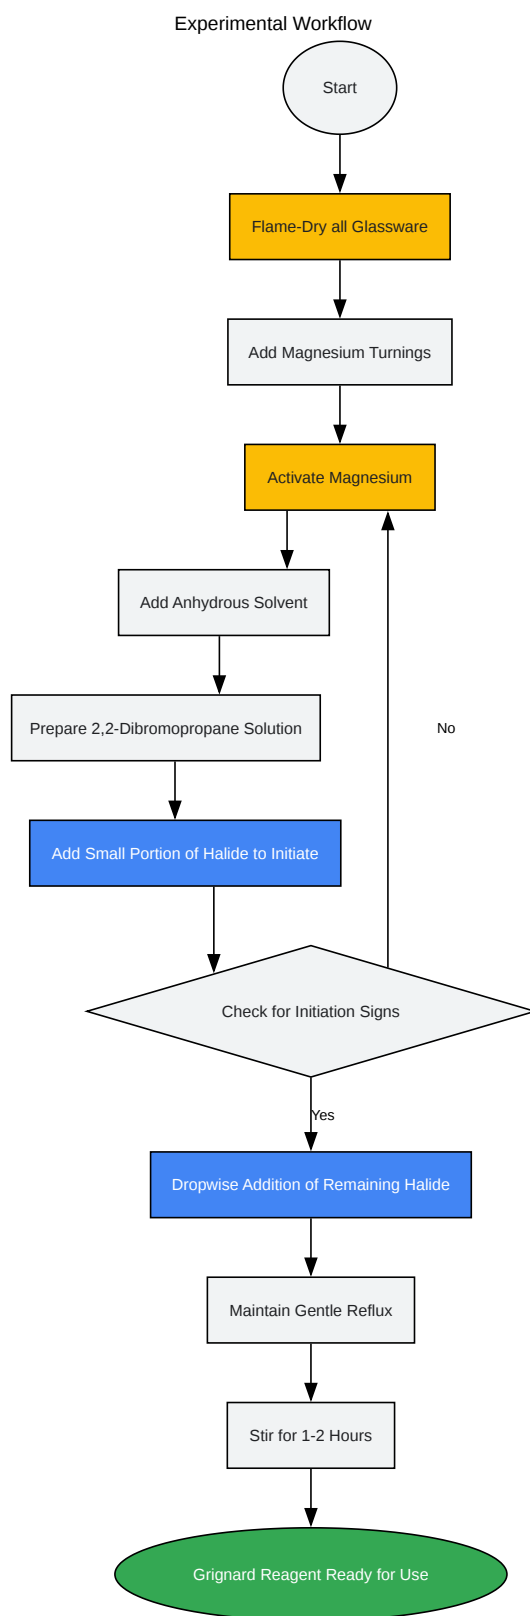 Experimental Workflow
Start
Flame-Dry all Glassware
Add Magnesium Turnings
Activate Magnesium
Add Anhydrous Solvent
Prepare 2,2-Dibromopropane Solution
No
Add Small Portion of Halide to Initiate
Check for Initiation Signs
Yes
Dropwise Addition of Remaining Halide
Maintain Gentle Reflux
Stir for 1-2 Hours
Grignard Reagent Ready for Use